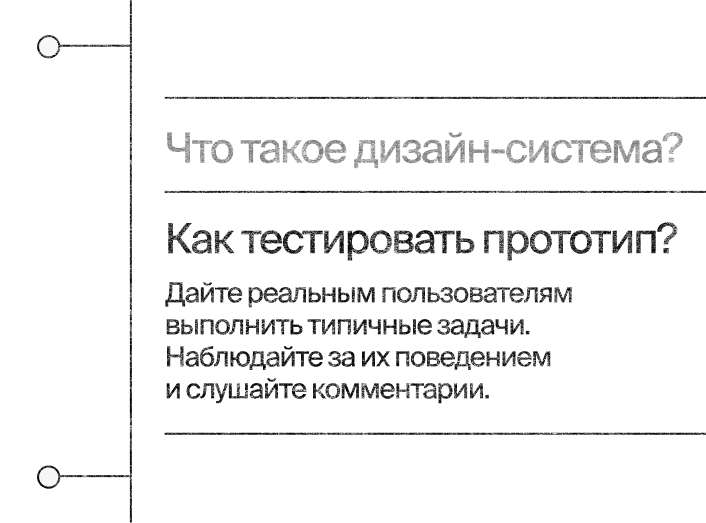 Что такое дизайн-система?
Как тестировать прототип?
Дайте реальным пользователям
выполнить типичные задачи.
Наблюдайте за их поведением
и слушайте комментарии.